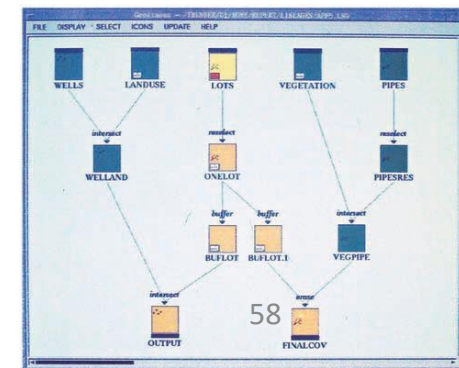 FILE DISPLAY SELECT ICONS UPDATE HELP
WELLS LANDUSE LOTS VEGETATION PIPES
intersect reselect reselect
WELLAND ONELOT PIPESRES
buffer buffer intersect
BUFLOT BUFLOT.1 VEGPIPE
intersect erase
58
OUTPUT FINALCOV